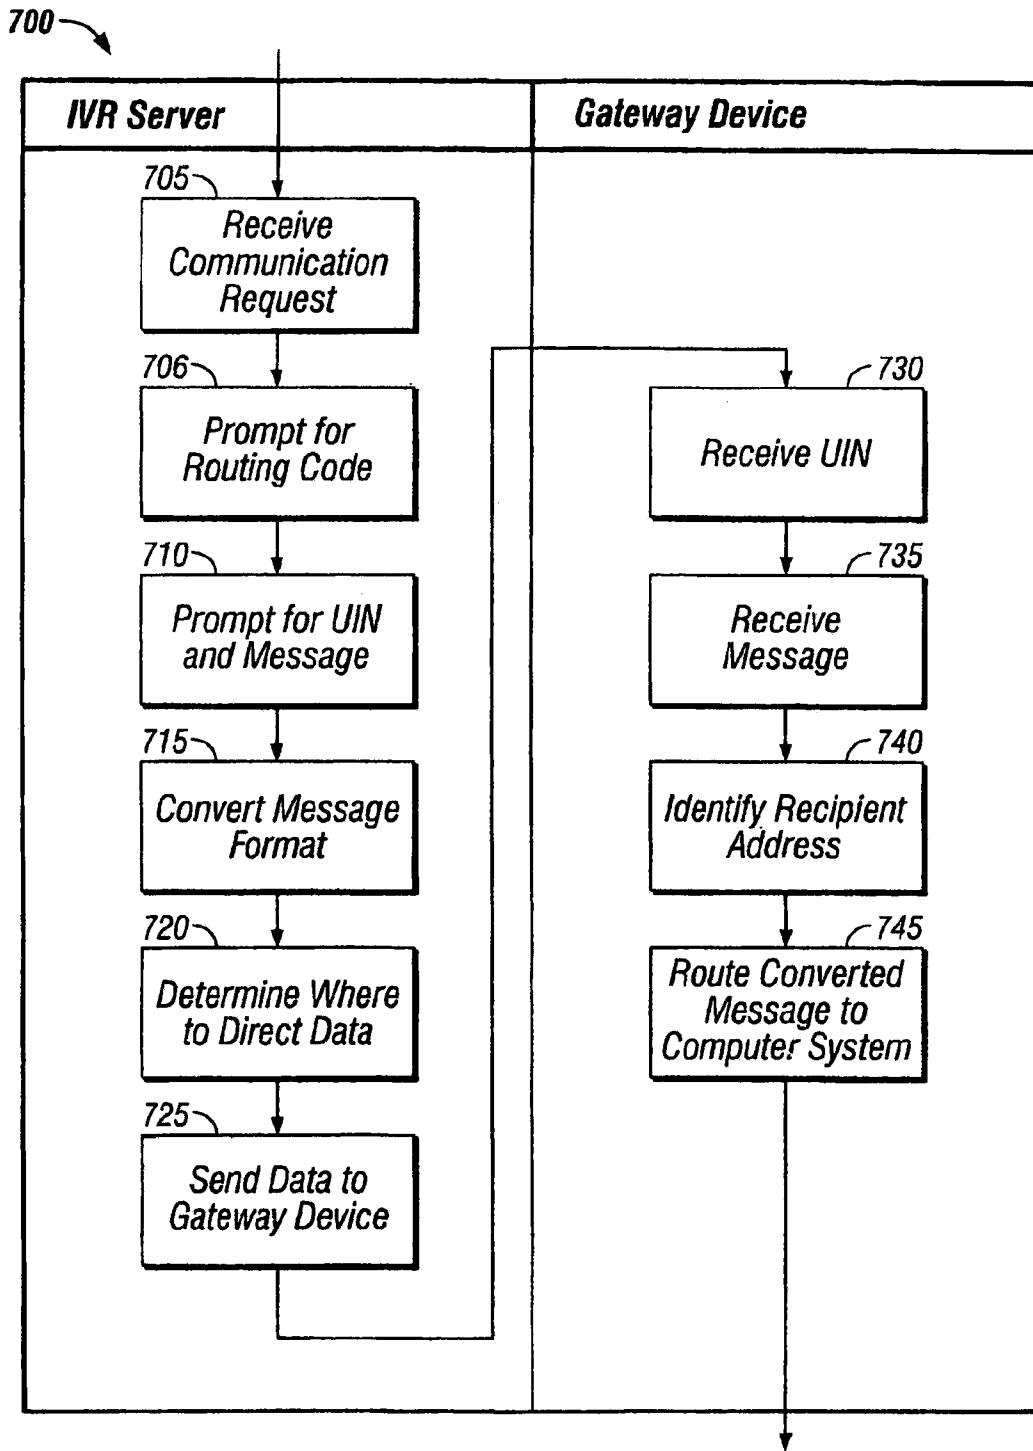 700
IVR Server
Gateway Device
705
Receive
Communication
Request
706
Prompt for
Routing Code
710
Prompt for UIN
and Message
715
Convert Message
Format
720
Determine Where
to Direct Data
725
Send Data to
Gateway Device
730
Receive UIN
735
Receive
Message
740
Identify Recipient
Address
745
Route Converted
Message to
Computer System